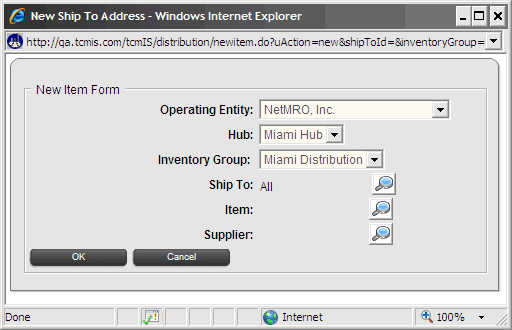 New Ship To Address - Windows Internet Explorer
http://qa.tcmis.com/tcmIS/distribution/newitem.do?uAction=new&shipToId=&inventoryGroup=
New Item Form
Operating Entity: NetMRO, Inc.
Hub: Miami Hub
Inventory Group: Miami Distribution
Ship To: All
Item:
Supplier:
OK Cancel
Done Internet 100%